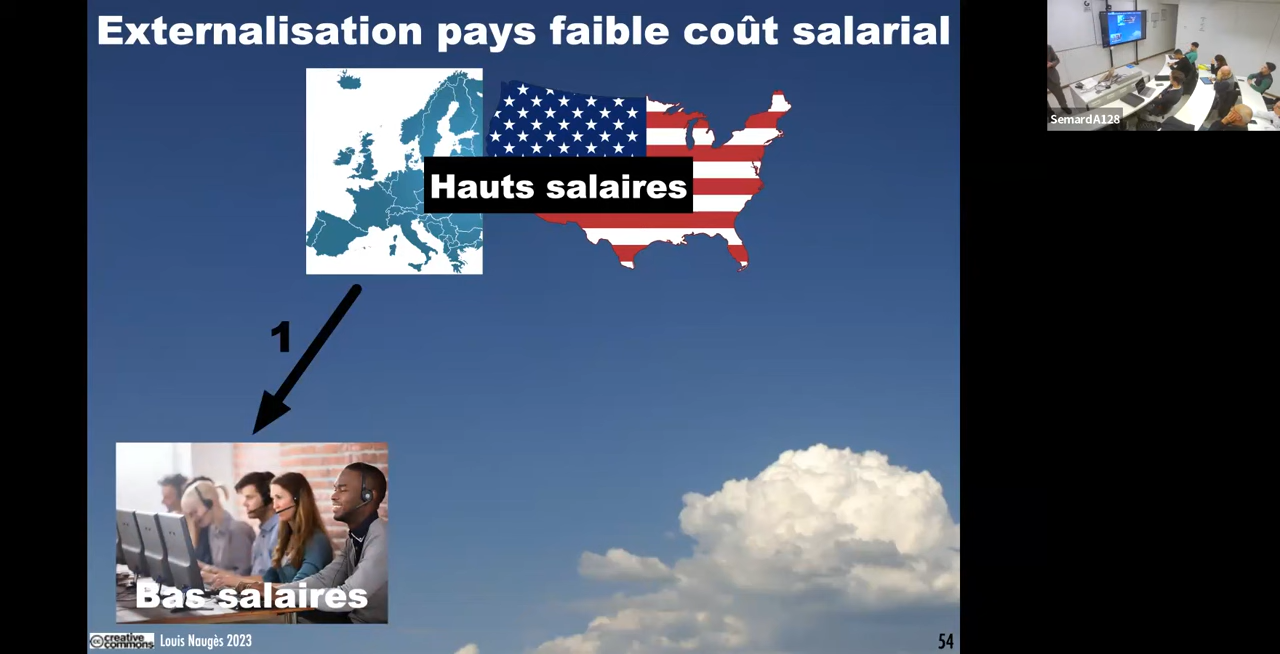 Externalisation pays faible coût salarial
Hauts salaires
1
Bas salaires
creative
commons
Louis Naugès 2023
54
SemardA128